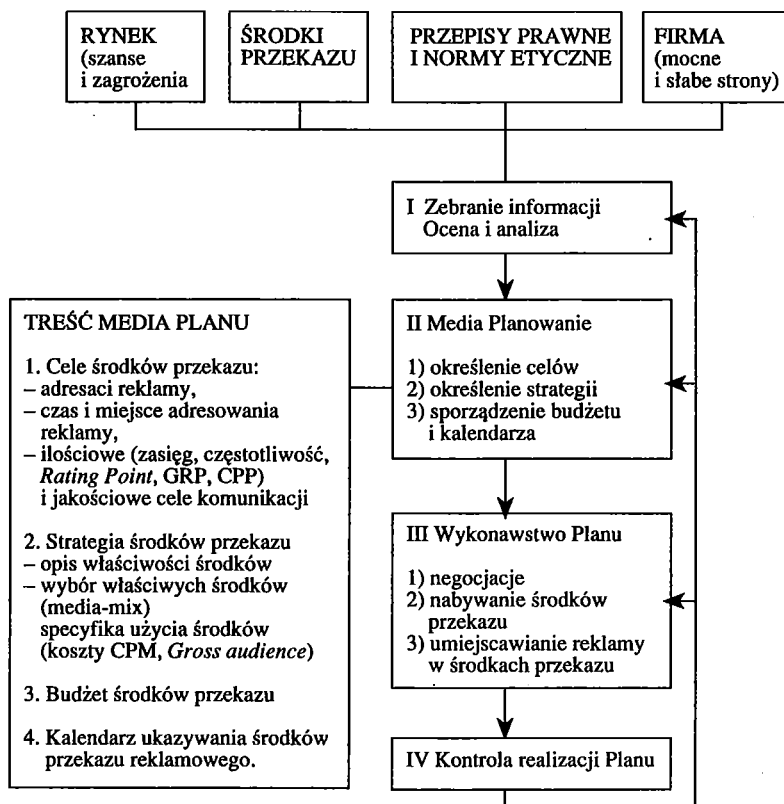 RYNEK
(szanse
i zagrożenia
ŚRODKI
PRZEKAZU
PRZEPISY PRAWNE
I NORMY ETYCZNE
FIRMA
(mocne
i słabe strony)
I Zebranie informacji
Ocena i analiza
TREŚĆ MEDIA PLANU
1. Cele środków przekazu:
– adresaci reklamy,
– czas i miejsce adresowania
reklamy,
– ilościowe (zasięg, częstotliwość,
Rating Point, GRP, CPP)
i jakościowe cele komunikacji
2. Strategia środków przekazu
– opis właściwości środków
– wybór właściwych środków
(media-mix)
specyfika użycia środków
(koszty CPM, Gross audience)
3. Budżet środków przekazu
4. Kalendarz ukazywania środków
przekazu reklamowego.
II Media Planowanie
1) określenie celów
2) określenie strategii
3) sporządzenie budżetu
i kalendarza
III Wykonawstwo Planu
1) negocjacje
2) nabywanie środków
przekazu
3) umiejscawianie reklamy
w środkach przekazu
IV Kontrola realizacji Planu